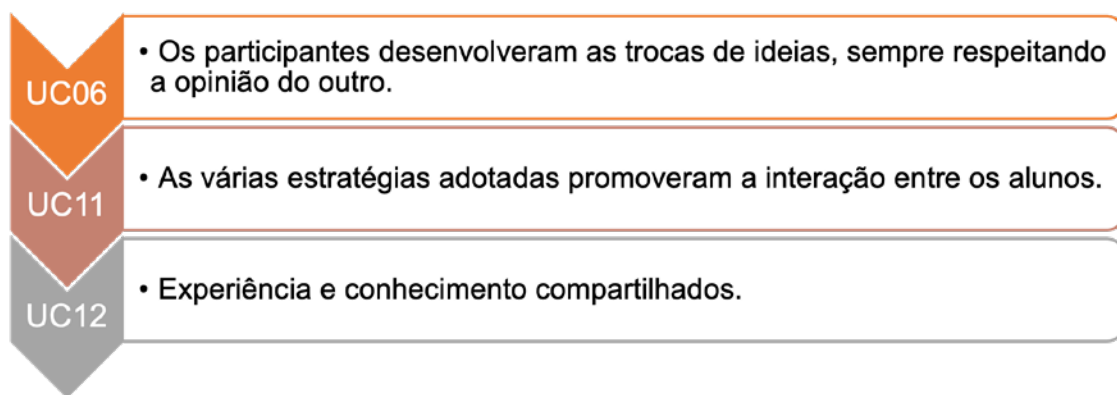 UC06
• Os participantes desenvolveram as trocas de ideias, sempre respeitando
a opinião do outro.
UC11
• As várias estratégias adotadas promoveram a interação entre os alunos.
UC12
• Experiência e conhecimento compartilhados.